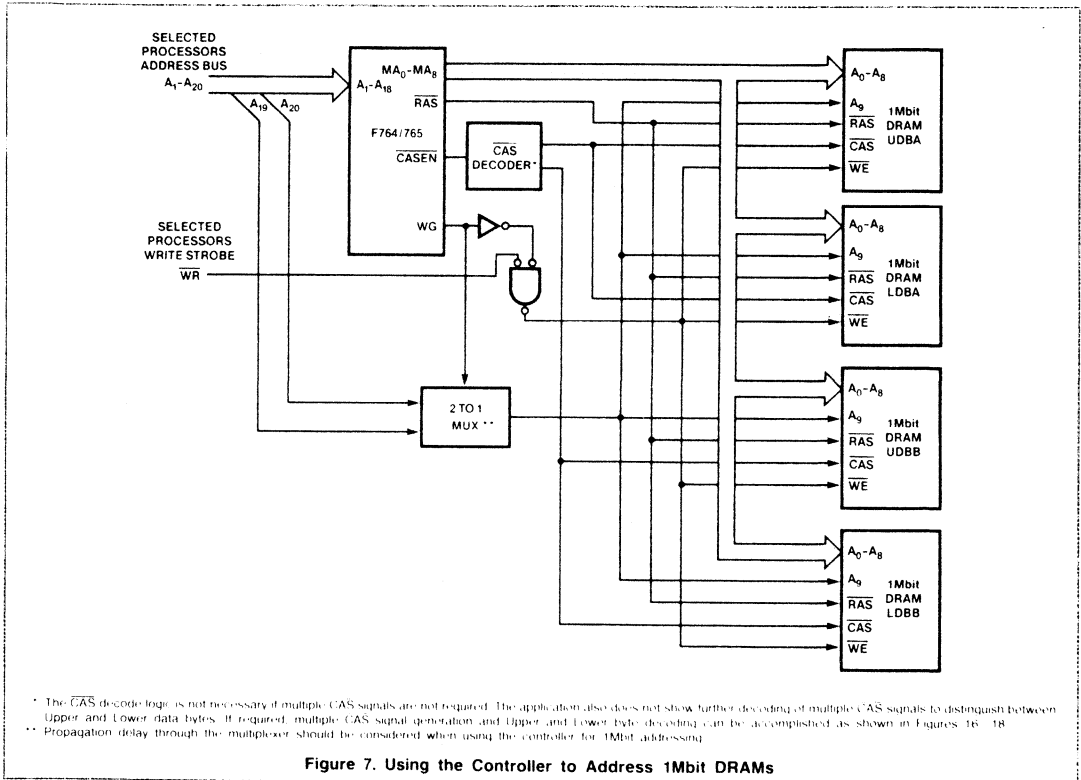 SELECTED
PROCESSORS
ADDRESS BUS
A1-A20
A19
A20
MA0-MA8
A1-A18
RAS
F764/765
CASEN
CAS
DECODER*
WG
SELECTED
PROCESSORS
WRITE STROBE
WR
2 TO 1
MUX **
A0-A8
A9
RAS
CAS
WE
1Mbit
DRAM
UDBA
A0-A8
A9
RAS
CAS
WE
1Mbit
DRAM
LDBA
A0-A8
A9
RAS
CAS
WE
1Mbit
DRAM
UDBB
A0-A8
A9
RAS
CAS
WE
1Mbit
DRAM
LDBB
* The CAS decode logic is not necessary if multiple CAS signals are not required. The application also does not show further decoding of multiple CAS signals to distinguish between
Upper and Lower data bytes. If required, multiple CAS signal generation and Upper and Lower byte decoding can be accomplished as shown in Figures 16 - 18.
** Propagation delay through the multiplexer should be considered when using the controller for 1Mbit addressing.
Figure 7. Using the Controller to Address 1Mbit DRAMs